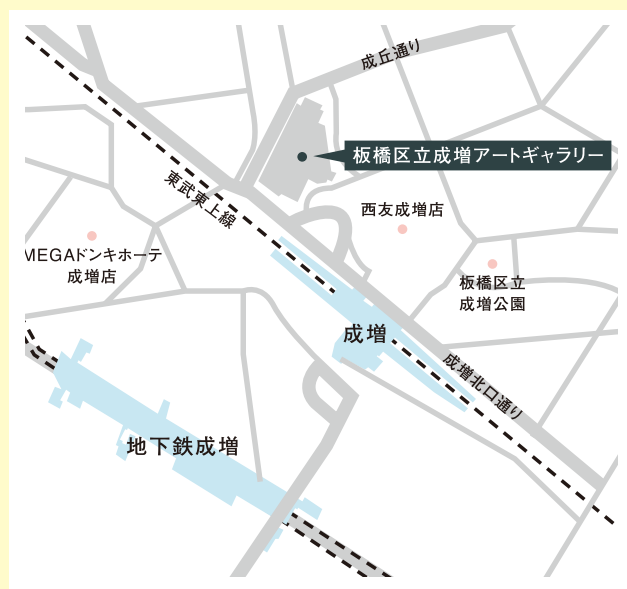 成丘通り
板橋区立成増アートギャラリー
東武東上線
西友成増店
MEGAドンキホーテ
成増店
板橋区立
成増公園
成増
成増北口通り
地下鉄成増